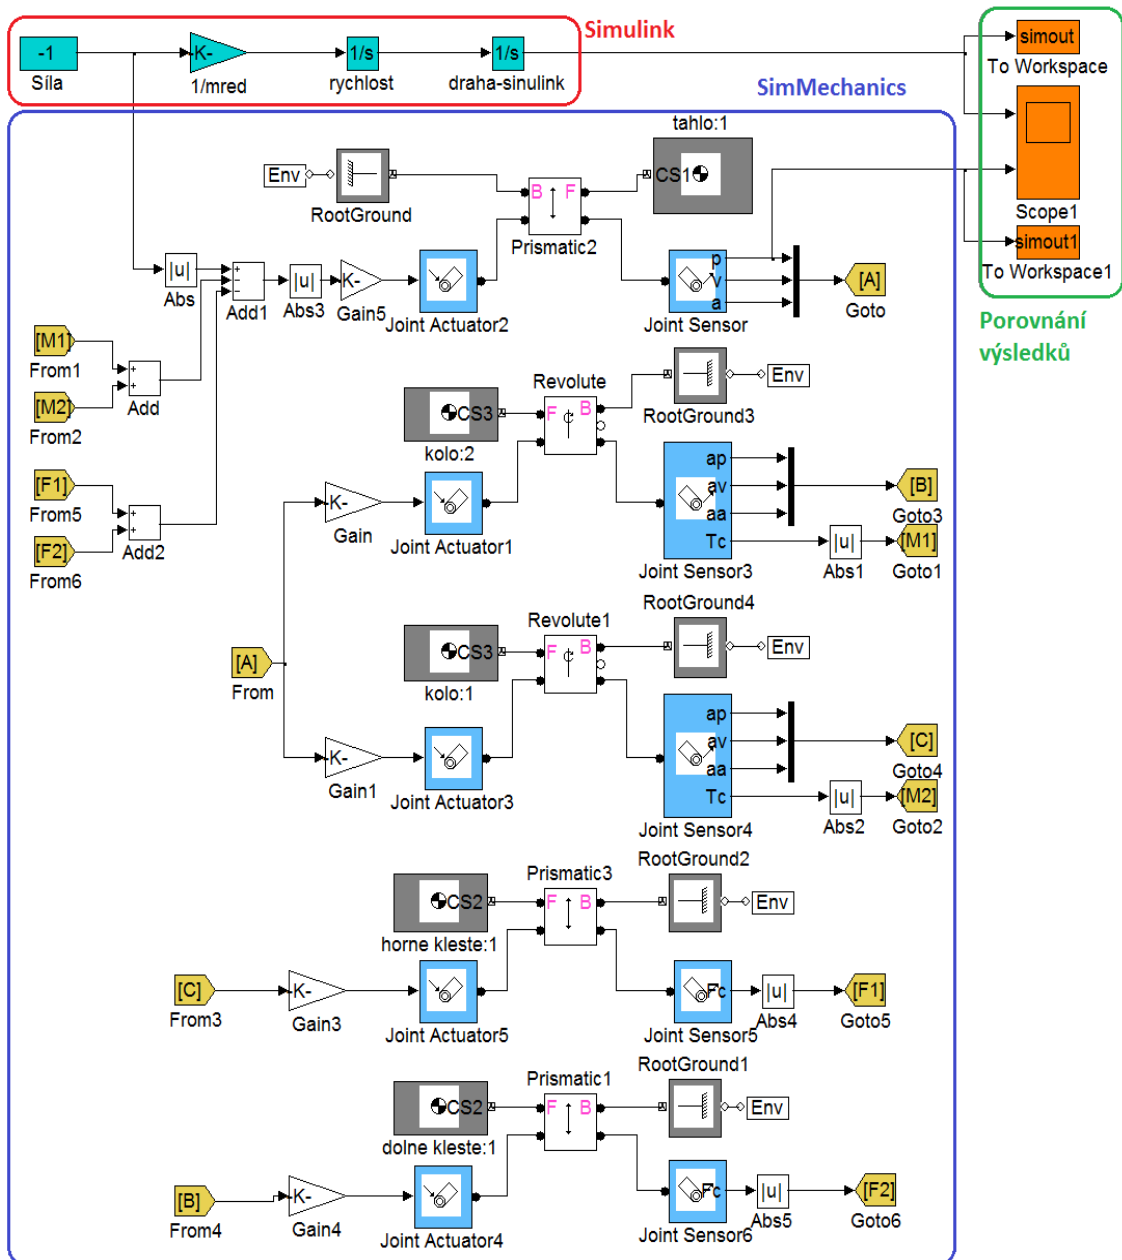 Simulink
-1
Síla
K-
1/mred
1/s
rychlost
1/s
draha-sinulink
simout
To Workspace
SimMechanics
Scope1
simout1
To Workspace1
Porovnání
výsledků
tahlo:1
CS1
Env
RootGround
B
F
Prismatic2
|u|
Abs
+
−
−
Add1
|u|
Abs3
K-
Gain5
Joint Actuator2
p
v
a
Joint Sensor
[A]
Goto
[M1]
From1
[M2]
From2
+
+
Add
[F1]
From5
[F2]
From6
+
+
Add2
Revolute
CS3
kolo:2
F
B
RootGround3
Env
K-
Gain
Joint Actuator1
ap
av
aa
Tc
Joint Sensor3
[B]
Goto3
|u|
Abs1
[M1]
Goto1
[A]
From
Revolute1
CS3
kolo:1
F
B
RootGround4
Env
K-
Gain1
Joint Actuator3
ap
av
aa
Tc
Joint Sensor4
[C]
Goto4
|u|
Abs2
[M2]
Goto2
Prismatic3
CS2
horne kleste:1
F
B
RootGround2
Env
[C]
From3
K-
Gain3
Joint Actuator5
Fc
Joint Sensor5
|u|
Abs4
[F1]
Goto5
Prismatic1
CS2
dolne kleste:1
F
B
RootGround1
Env
[B]
From4
K-
Gain4
Joint Actuator4
Fc
Joint Sensor6
|u|
Abs5
[F2]
Goto6